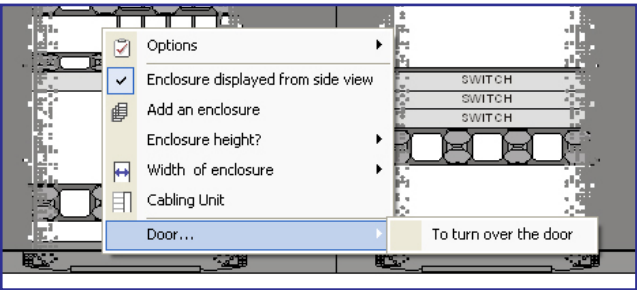 Options
Enclosure displayed from side view
Add an enclosure
Enclosure height?
Width of enclosure
Cabling Unit
Door...
To turn over the door
SWITCH
SWITCH
SWITCH